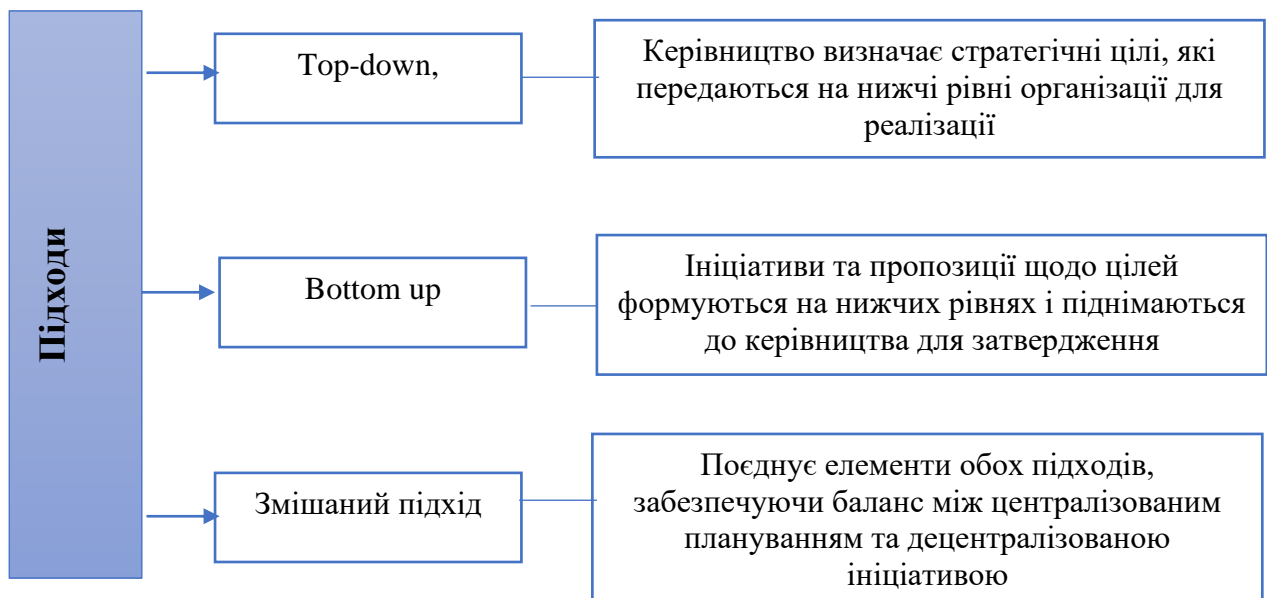 Підходи
Top-down,
Керівництво визначає стратегічні цілі, які
передаються на нижчі рівні організації для
реалізації
Bottom up
Ініціативи та пропозиції щодо цілей
формуються на нижчих рівнях і піднімаються
до керівництва для затвердження
Змішаний підхід
Поєднує елементи обох підходів,
забезпечуючи баланс між централізованим
плануванням та децентралізованою
ініціативою